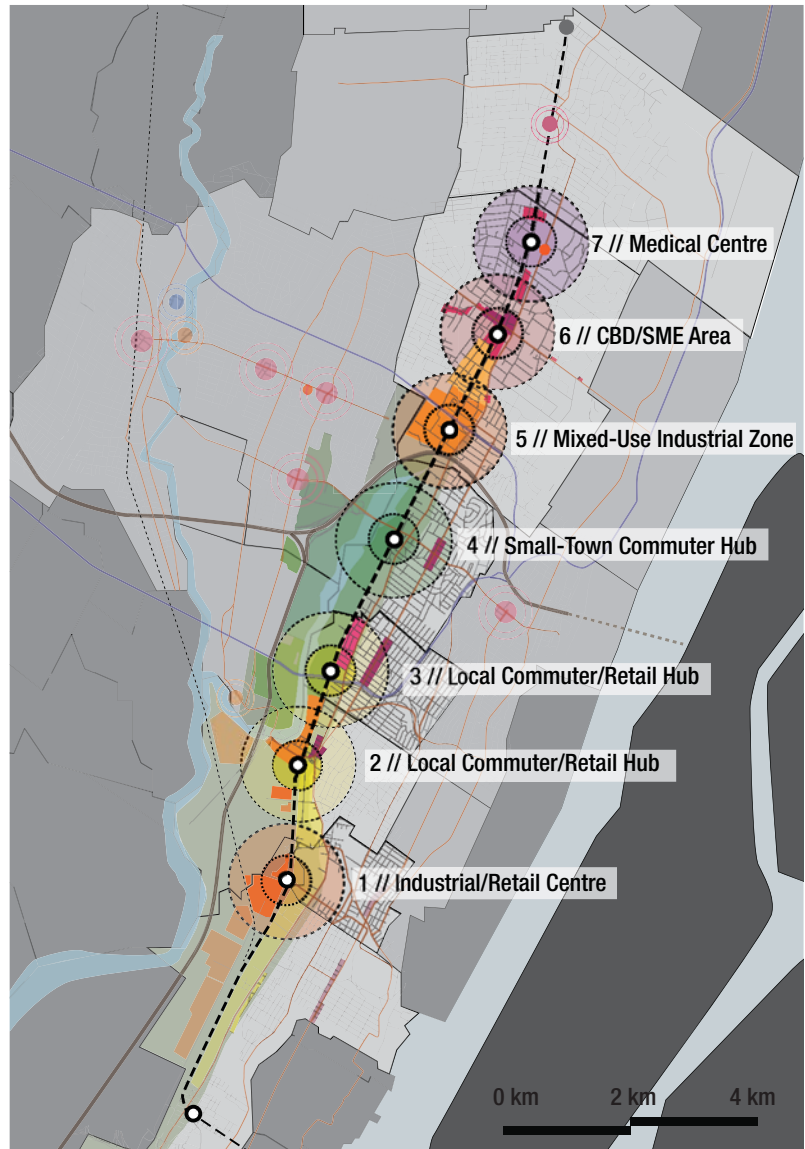 7 // Medical Centre
6 // CBD/SME Area
5 // Mixed-Use Industrial Zone
4 // Small-Town Commuter Hub
3 // Local Commuter/Retail Hub
2 // Local Commuter/Retail Hub
1 // Industrial/Retail Centre
0 km 2 km 4 km